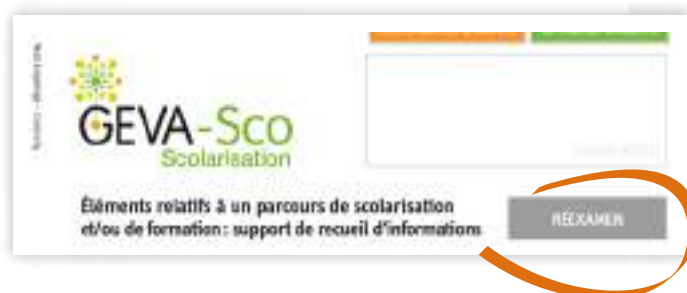 GEVA-Sco
Scolarisation
Éléments relatifs à un parcours de scolarisation
et/ou de formation : support de recueil d'informations
RÉEXAMEN